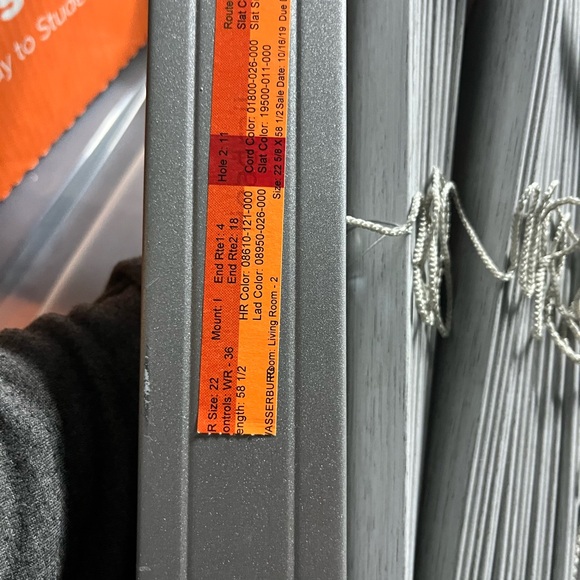 y to Stude
Route
Slat C
Slat S
R Size: 22 Mount: I End Rte1: 4 Hole 2: 11
ontrols: WR - 36 End Rte2: 18
ength: 58 1/2 HR Color: 08610-121-000 Cord Color: 01800-026-000
Lad Color: 08950-026-000 Slat Color: 19500-011-000
Size: 22 5/8 X 58 1/2 Sale Date: 10/16/19 Due
WASSERBURG Room: Living Room - 2